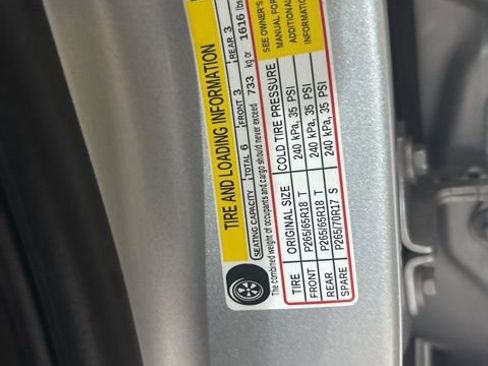 TIRE AND LOADING INFORMATION
SEATING CAPACITY TOTAL 6 FRONT 3 REAR 3
The combined weight of occupants and cargo should never exceed 733 kg or 1616 lbs
TIRE ORIGINAL SIZE COLD TIRE PRESSURE
FRONT P265/65R18 T 240 kPa, 35 PSI
REAR P265/65R18 T 240 kPa, 35 PSI
SPARE P265/70R17 S 240 kPa, 35 PSI
SEE OWNER'S
MANUAL FOR
ADDITIONAL
INFORMATION